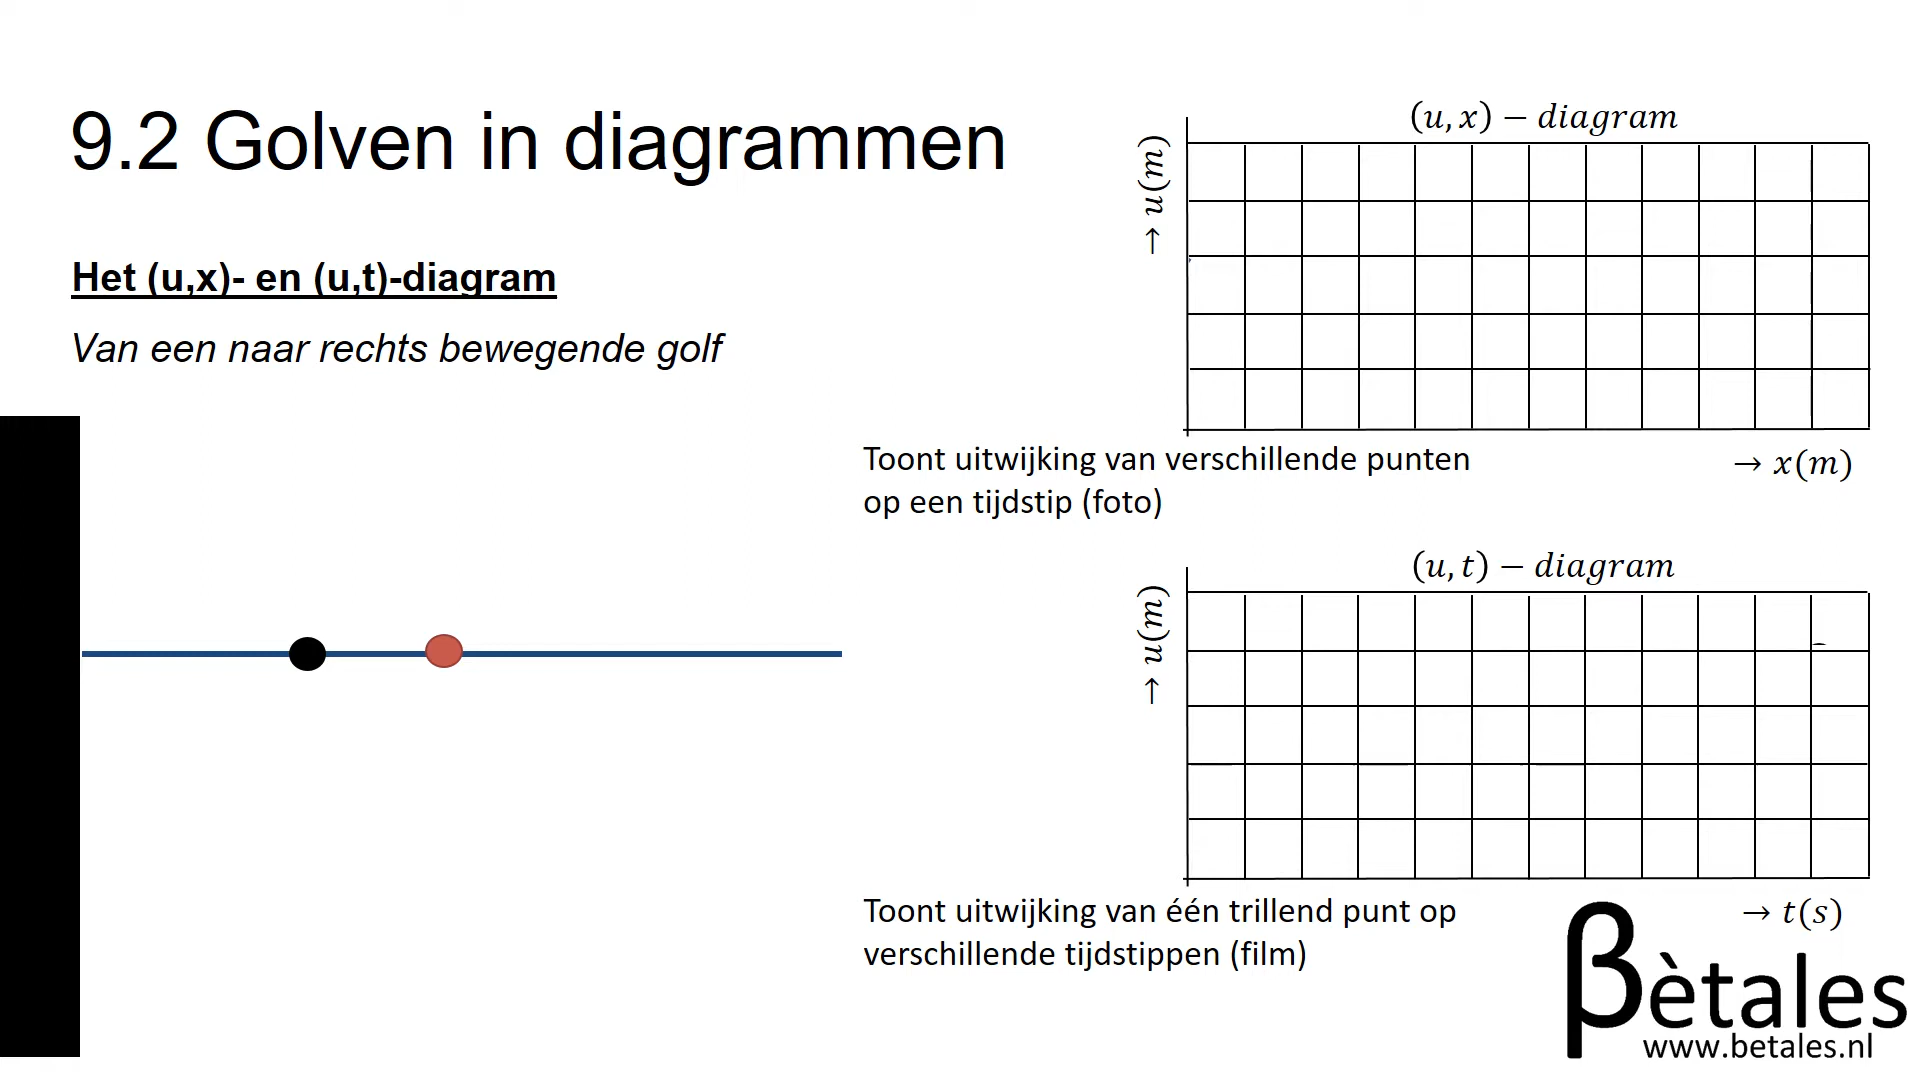 9.2 Golven in diagrammen
Het (u,x)- en (u,t)-diagram
Van een naar rechts bewegende golf
(u,x) − diagram
→ u(m)
→ x(m)
Toont uitwijking van verschillende punten
op een tijdstip (foto)
(u,t) − diagram
→ u(m)
→ t(s)
Toont uitwijking van één trillend punt op
verschillende tijdstippen (film)
βètales
www.betales.nl